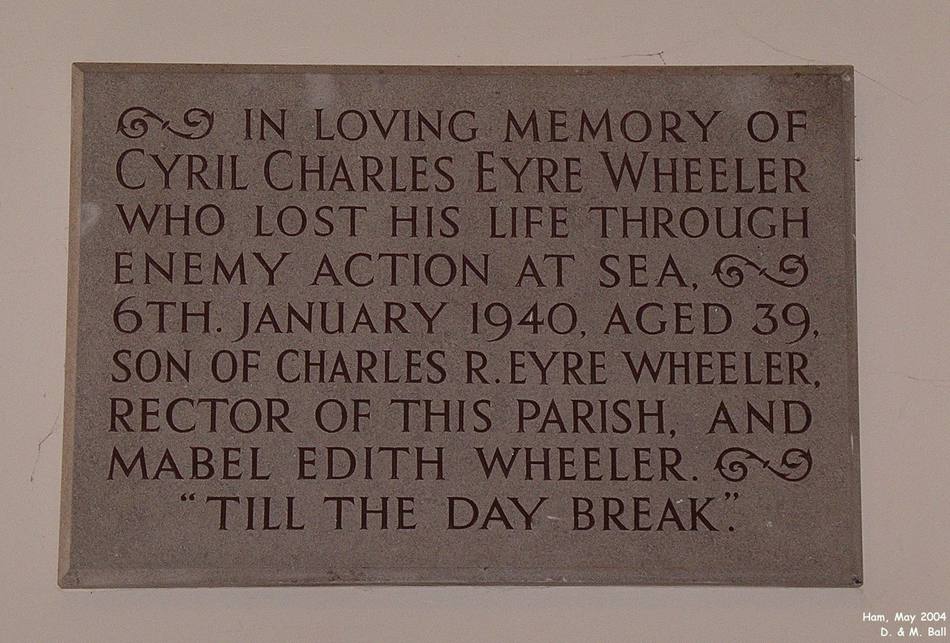 IN LOVING MEMORY OF
CYRIL CHARLES EYRE WHEELER
WHO LOST HIS LIFE THROUGH
ENEMY ACTION AT SEA,
6TH. JANUARY 1940, AGED 39,
SON OF CHARLES R. EYRE WHEELER,
RECTOR OF THIS PARISH, AND
MABEL EDITH WHEELER.
"TILL THE DAY BREAK".
Ham, May 2004
D. & M. Ball